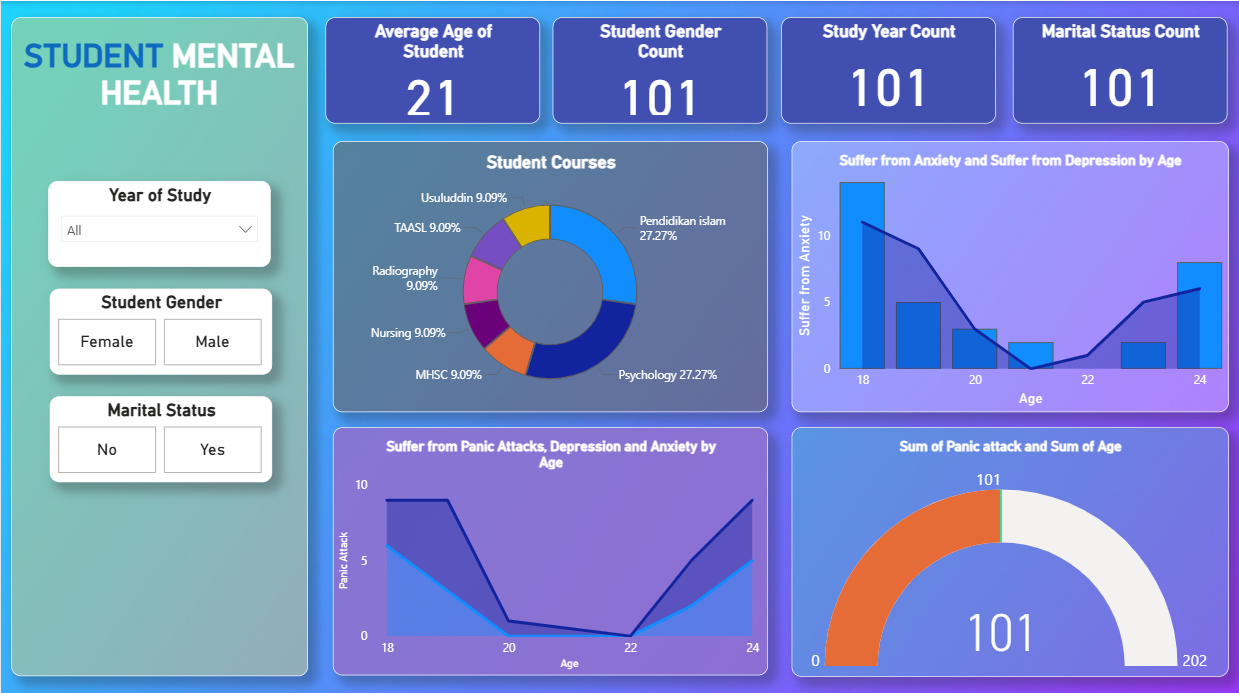 STUDENT MENTAL
HEALTH
Year of Study
All
Student Gender
Female
Male
Marital Status
No
Yes
Average Age of
Student
21
Student Gender
Count
101
Study Year Count
101
Marital Status Count
101
Student Courses
Usuluddin 9.09%
TAASL 9.09%
Radiography
9.09%
Nursing 9.09%
MHSC 9.09%
Pendidikan islam
27.27%
Psychology 27.27%
Suffer from Anxiety and Suffer from Depression by Age
Suffer from Anxiety
10
5
0
18
20
22
24
Age
Suffer from Panic Attacks, Depression and Anxiety by
Age
Panic Attack
10
5
0
18
20
22
24
Age
Sum of Panic attack and Sum of Age
101
101
0
202